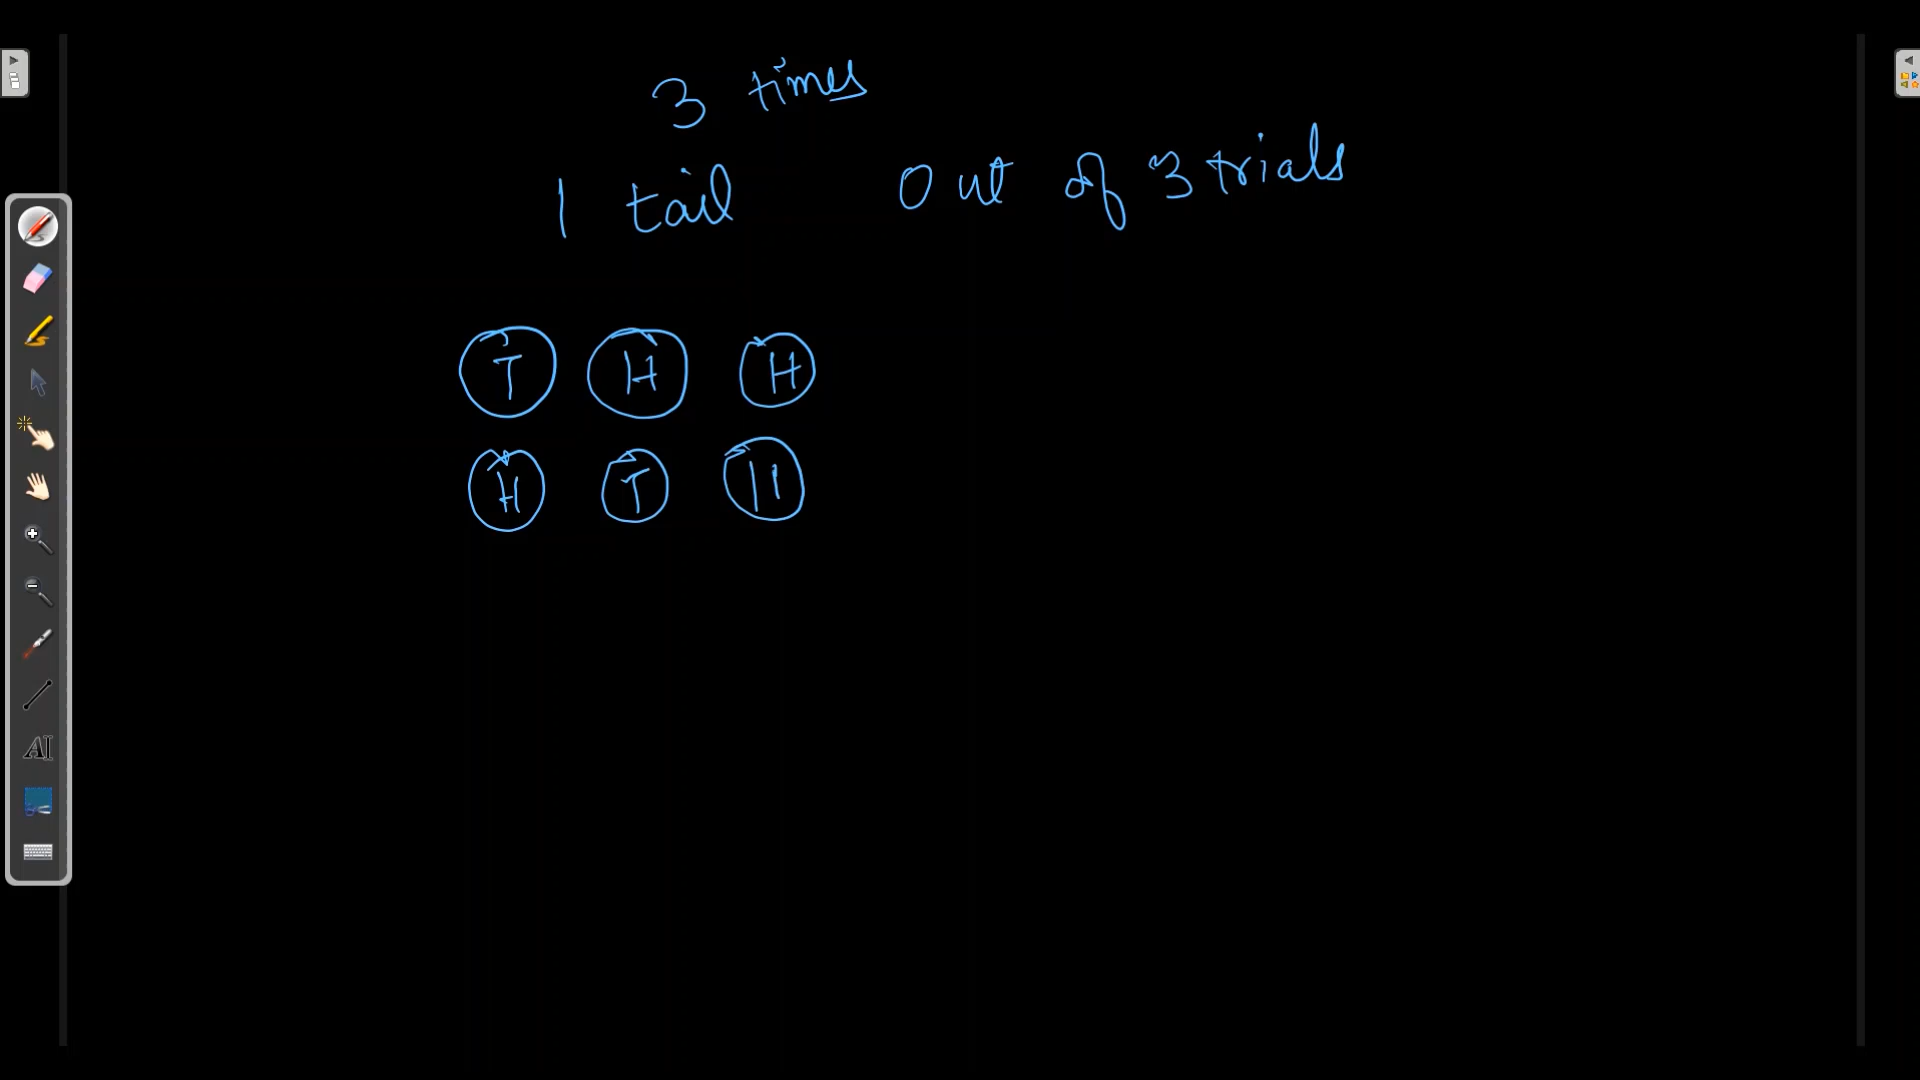 3 times
1 tail out of 3 trials
T H H
H T